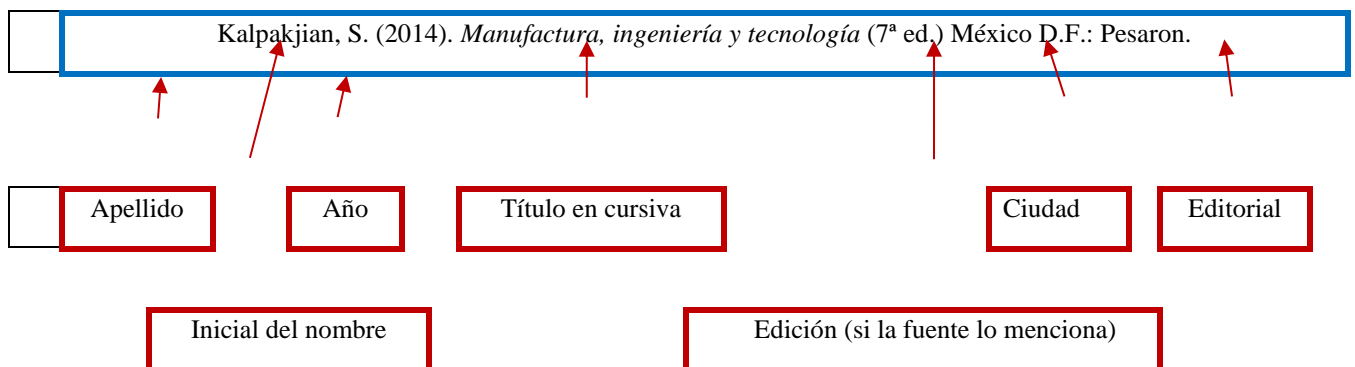 Kalpakjian, S. (2014). Manufactura, ingeniería y tecnología (7ª ed.) México D.F.: Pesaron.
Apellido Año Título en cursiva Ciudad Editorial
Inicial del nombre Edición (si la fuente lo menciona)